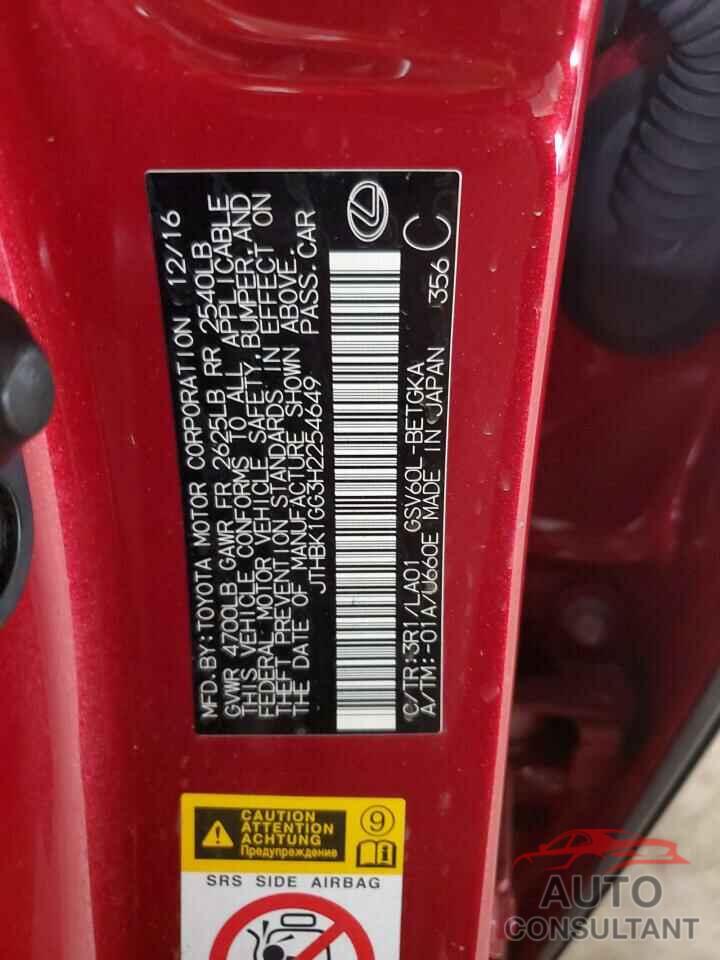 MFD.BY:TOYOTA MOTOR CORPORATION 12/16
GVWR 4700LB GAWR FR 2625LB RR 2540LB
THIS VEHICLE CONFORMS TO ALL APPLICABLE
FEDERAL MOTOR VEHICLE SAFETY,BUMPER,AND
THEFT PREVENTION STANDARDS IN EFFECT ON
THE DATE OF MANUFACTURE SHOWN ABOVE.
JTHBK1GG3H2254649 PASS.CAR
C/TR:3R1/LA01 GSV60L-BETGKA
A/TM:-01A/U660E MADE IN JAPAN 356 C
CAUTION
ATTENTION
ACHTUNG
Предупреждение
9
SRS SIDE AIRBAG
AUTO
CONSULTANT